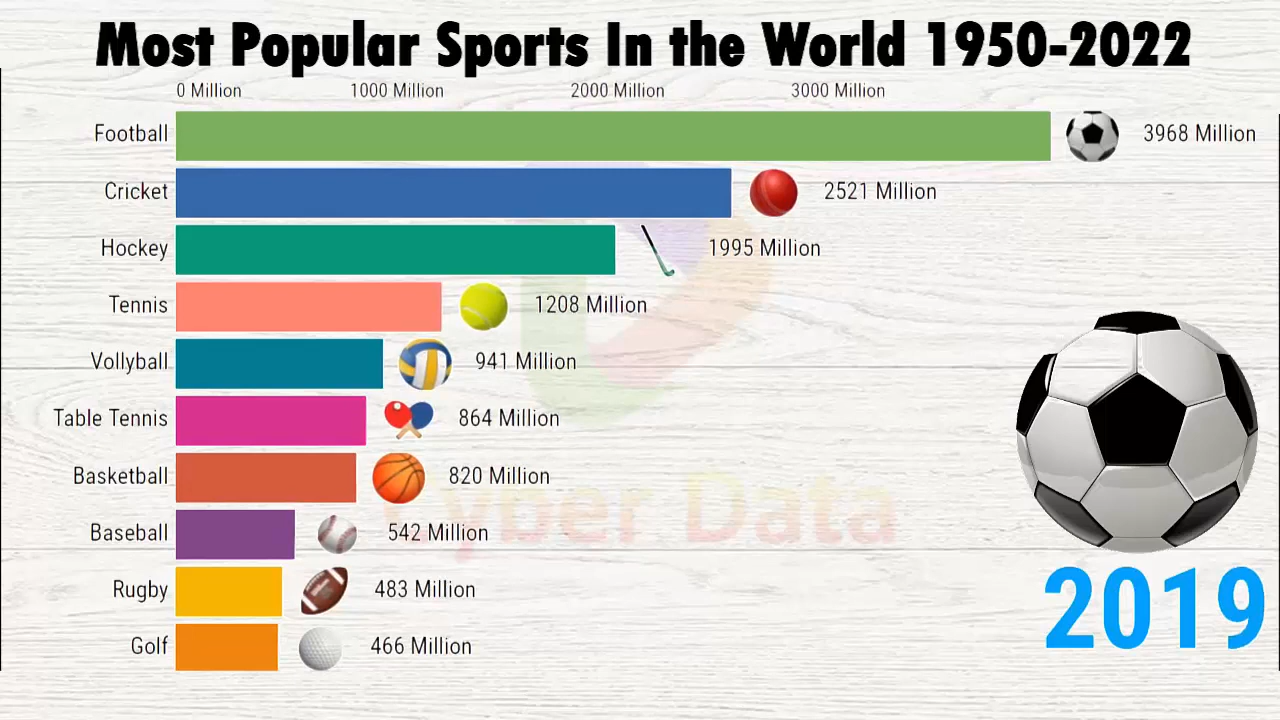 Most Popular Sports In the World 1950-2022
0 Million 1000 Million 2000 Million 3000 Million
Football 3968 Million
Cricket 2521 Million
Hockey 1995 Million
Tennis 1208 Million
Vollyball 941 Million
Table Tennis 864 Million
Basketball 820 Million
Cyber Data
Baseball 542 Million
Rugby 483 Million
Golf 466 Million
2019